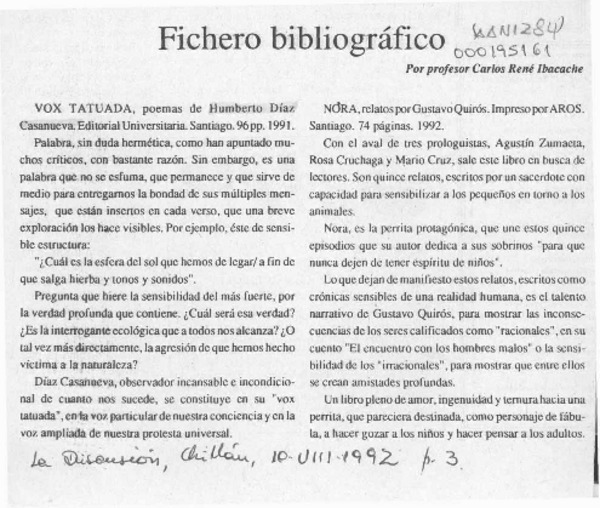 Fichero bibliográfico
AAN1284
000195161
Por profesor Carlos René Ibacache
VOX TATUADA, poemas de Humberto Díaz
Casanueva. Editorial Universitaria. Santiago. 96 pp. 1991.
Palabra, sin duda hermética, como han apuntado mu-
chos críticos, con bastante razón. Sin embargo, es una
palabra que no se esfuma, que permanece y que sirve de
medio para entregarnos la bondad de sus múltiples men-
sajes, que están insertos en cada verso, que una breve
exploración los hace visibles. Por ejemplo, éste de sensi-
ble estructura:
"¿Cuál es la esfera del sol que hemos de legar/ a fin de
que salga hierba y tonos y sonidos".
Pregunta que hiere la sensibilidad del más fuerte, por
la verdad profunda que contiene. ¿Cuál será esa verdad?
¿Es la interrogante ecológica que a todos nos alcanza? ¿O
tal vez más directamente, la agresión de que hemos hecho
víctima a la naturaleza?
Díaz Casanueva, observador incansable e incondicio-
nal de cuanto nos sucede, se constituye en su "vox
tatuada", en la voz particular de nuestra conciencia y en la
voz ampliada de nuestra protesta universal.
NORA, relatos por Gustavo Quirós. Impreso por AROS.
Santiago. 74 páginas. 1992.
Con el aval de tres prologuistas, Agustín Zumaeta,
Rosa Cruchaga y Mario Cruz, sale este libro en busca de
lectores. Son quince relatos, escritos por un sacerdote con
capacidad para sensibilizar a los pequeños en torno a los
animales.
Nora, es la perrita protagónica, que une estos quince
episodios que su autor dedica a sus sobrinos "para que
nunca dejen de tener espíritu de niños".
Lo que dejan de manifiesto estos relatos, escritos como
crónicas sensibles de una realidad humana, es el talento
narrativo de Gustavo Quirós, para mostrar las inconse-
cuencias de los seres calificados como "racionales", en su
cuento "El encuentro con los hombres malos" o la sensi-
bilidad de los "irracionales", para mostrar que entre ellos
se crean amistades profundas.
Un libro pleno de amor, ingenuidad y ternura hacia una
perrita, que pareciera destinada, como personaje de fábu-
la, a hacer gozar a los niños y hacer pensar a los adultos.
La Discusión, Chillán, 10-VIII-1992 p. 3.